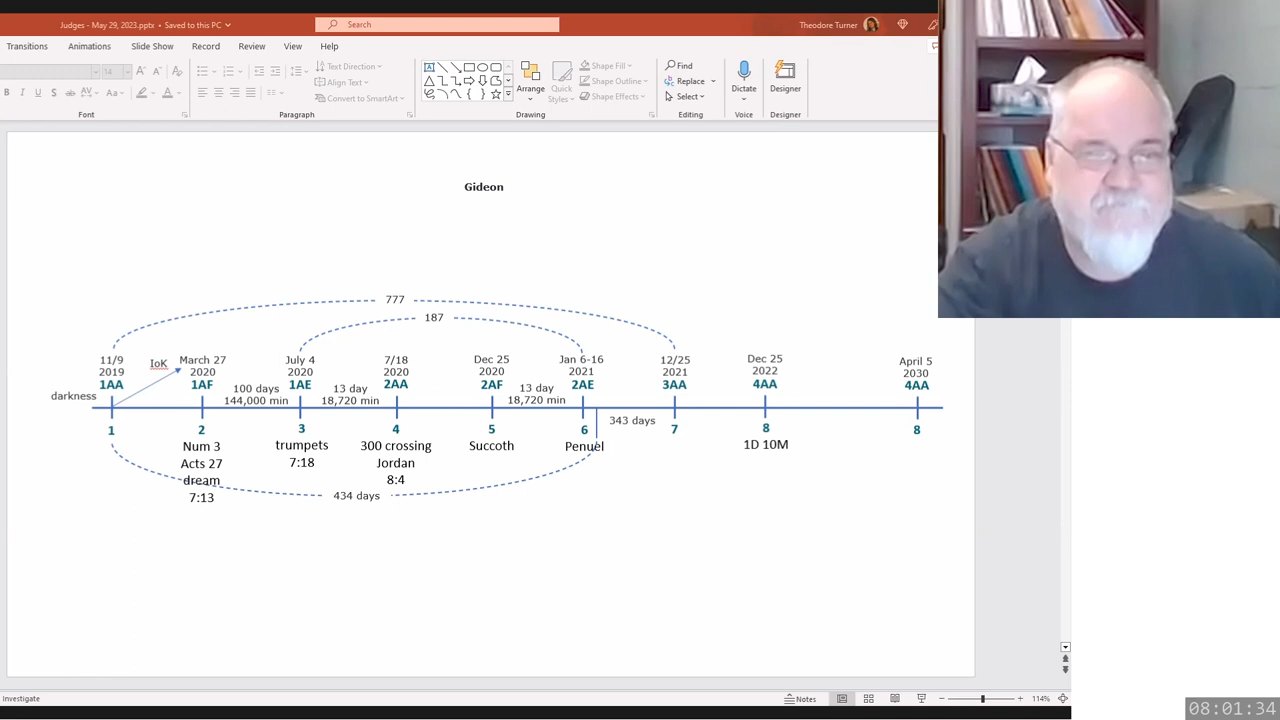 Judges - May 29, 2023.pptx • Saved to this PC
Search
Theodore Turner
Transitions Animations Slide Show Record Review View Help
14
Text Direction
Align Text
Convert to SmartArt
Arrange
Quick Styles
Shape Fill
Shape Outline
Shape Effects
Find
Replace
Select
Dictate
Designer
Font Paragraph Drawing Editing Voice Designer
Gideon
777
187
11/9 2019 1AA
IoK
March 27 2020 1AF
100 days 144,000 min
July 4 2020 1AE
13 day 18,720 min
7/18 2020 2AA
Dec 25 2020 2AF
13 day 18,720 min
Jan 6-16 2021 2AE
343 days
12/25 2021 3AA
Dec 25 2022 4AA
April 5 2030 4AA
darkness
1 2 3 4 5 6 7 8 8
Num 3
Acts 27
dream
7:13
trumpets
7:18
300 crossing
Jordan
8:4
Succoth
Penuel
1D 10M
434 days
Investigate
Notes
114%
08:01:34